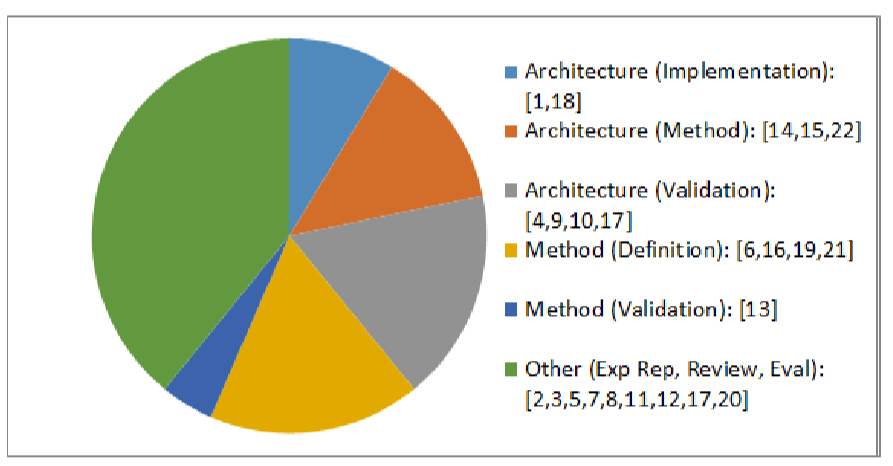 Architecture (Implementation):
[1,18]
Architecture (Method): [14,15,22]
Architecture (Validation):
[4,9,10,17]
Method (Definition): [6,16,19,21]
Method (Validation): [13]
Other (Exp Rep, Review, Eval):
[2,3,5,7,8,11,12,17,20]